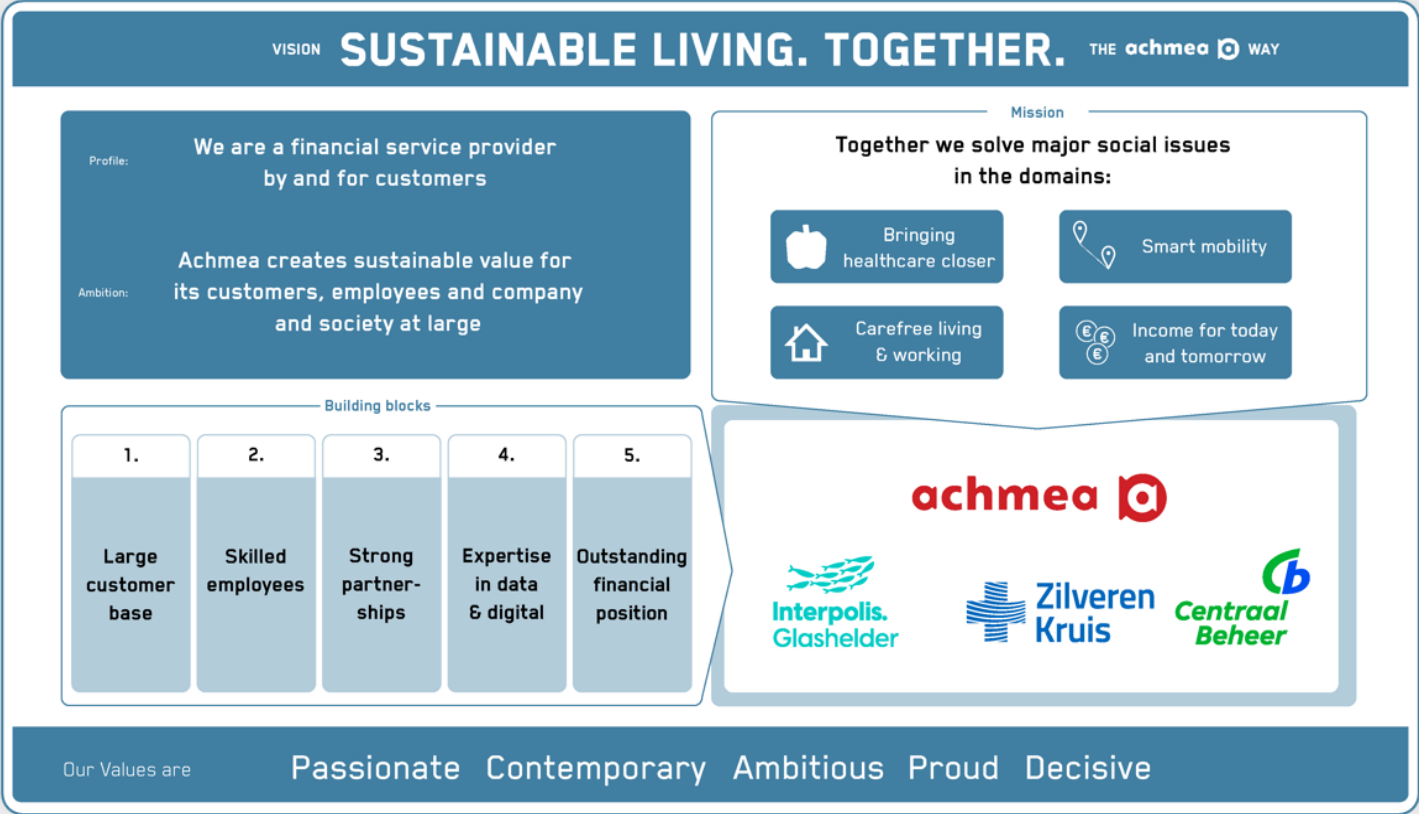 VISION SUSTAINABLE LIVING. TOGETHER. THE achmea WAY
Profile:
We are a financial service provider
by and for customers
Ambition:
Achmea creates sustainable value for
its customers, employees and company
and society at large
Mission
Together we solve major social issues
in the domains:
Bringing
healthcare closer
Smart mobility
Carefree living
& working
Income for today
and tomorrow
Building blocks
1.
Large
customer
base
2.
Skilled
employees
3.
Strong
partner-
ships
4.
Expertise
in data
& digital
5.
Outstanding
financial
position
achmea
Interpolis.
Glashelder
Zilveren
Kruis
Cb
Centraal
Beheer
Our Values are
Passionate Contemporary Ambitious Proud Decisive